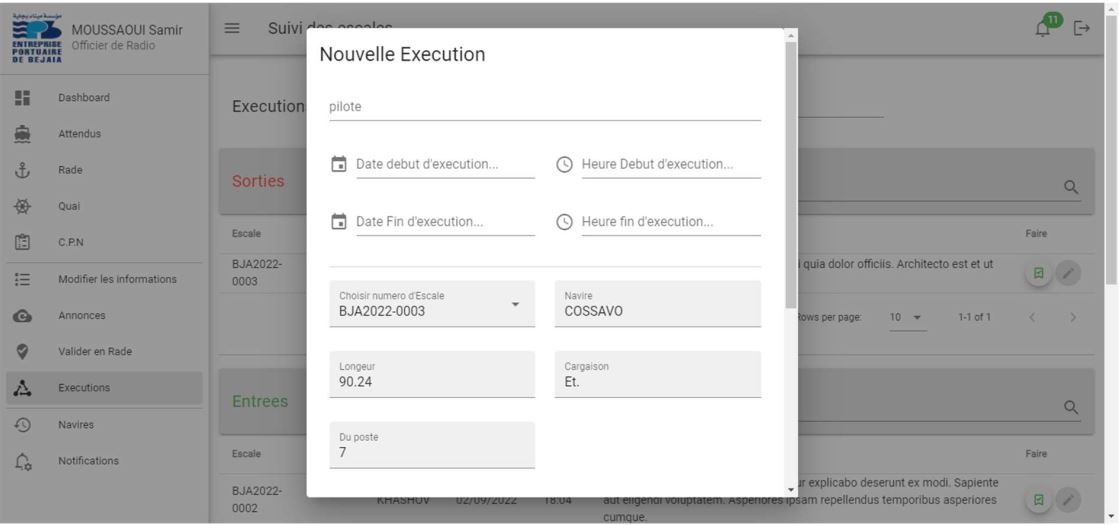 ENTREPRISE
PORTUAIRE
DE BEJAIA
MOUSSAOUI Samir
Officier de Radio
Dashboard
Attendus
Rade
Quai
C.P.N
Modifier les informations
Annonces
Valider en Rade
Executions
Navires
Notifications
Suivi des escales
11
Execution
Sorties
Escale
Faire
BJA2022-
0003
i quia dolor officiis. Architecto est et ut
Rows per page:
10
1-1 of 1
Entrees
Escale
Faire
BJA2022-
0002
KHASHOV
02/09/2022
18:04
ur explicabo deserunt ex modi. Sapiente
aut eligendi voluptatem. Asperiores ipsam repellendus temporibus asperiores
cumque.
Nouvelle Execution
pilote
Date debut d'execution...
Heure Debut d'execution...
Date Fin d'execution...
Heure fin d'execution...
Choisir numero d'Escale
BJA2022-0003
Navire
COSSAVO
Longeur
90.24
Cargaison
Et.
Du poste
7